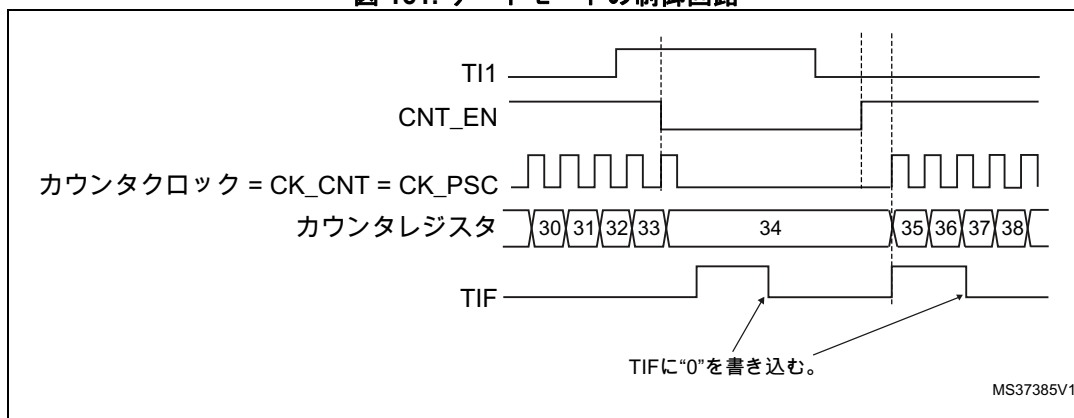 TI1
CNT_EN
カウンタクロック = CK_CNT = CK_PSC
カウンタレジスタ 30 31 32 33 34 35 36 37 38
TIF
TIFに“0”を書き込む。
MS37385V1